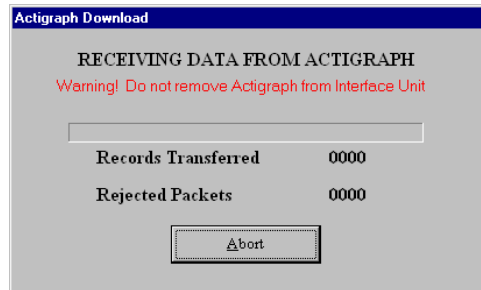 Actigraph Download
RECEIVING DATA FROM ACTIGRAPH
Warning! Do not remove Actigraph from Interface Unit
Records Transferred 0000
Rejected Packets 0000
Abort